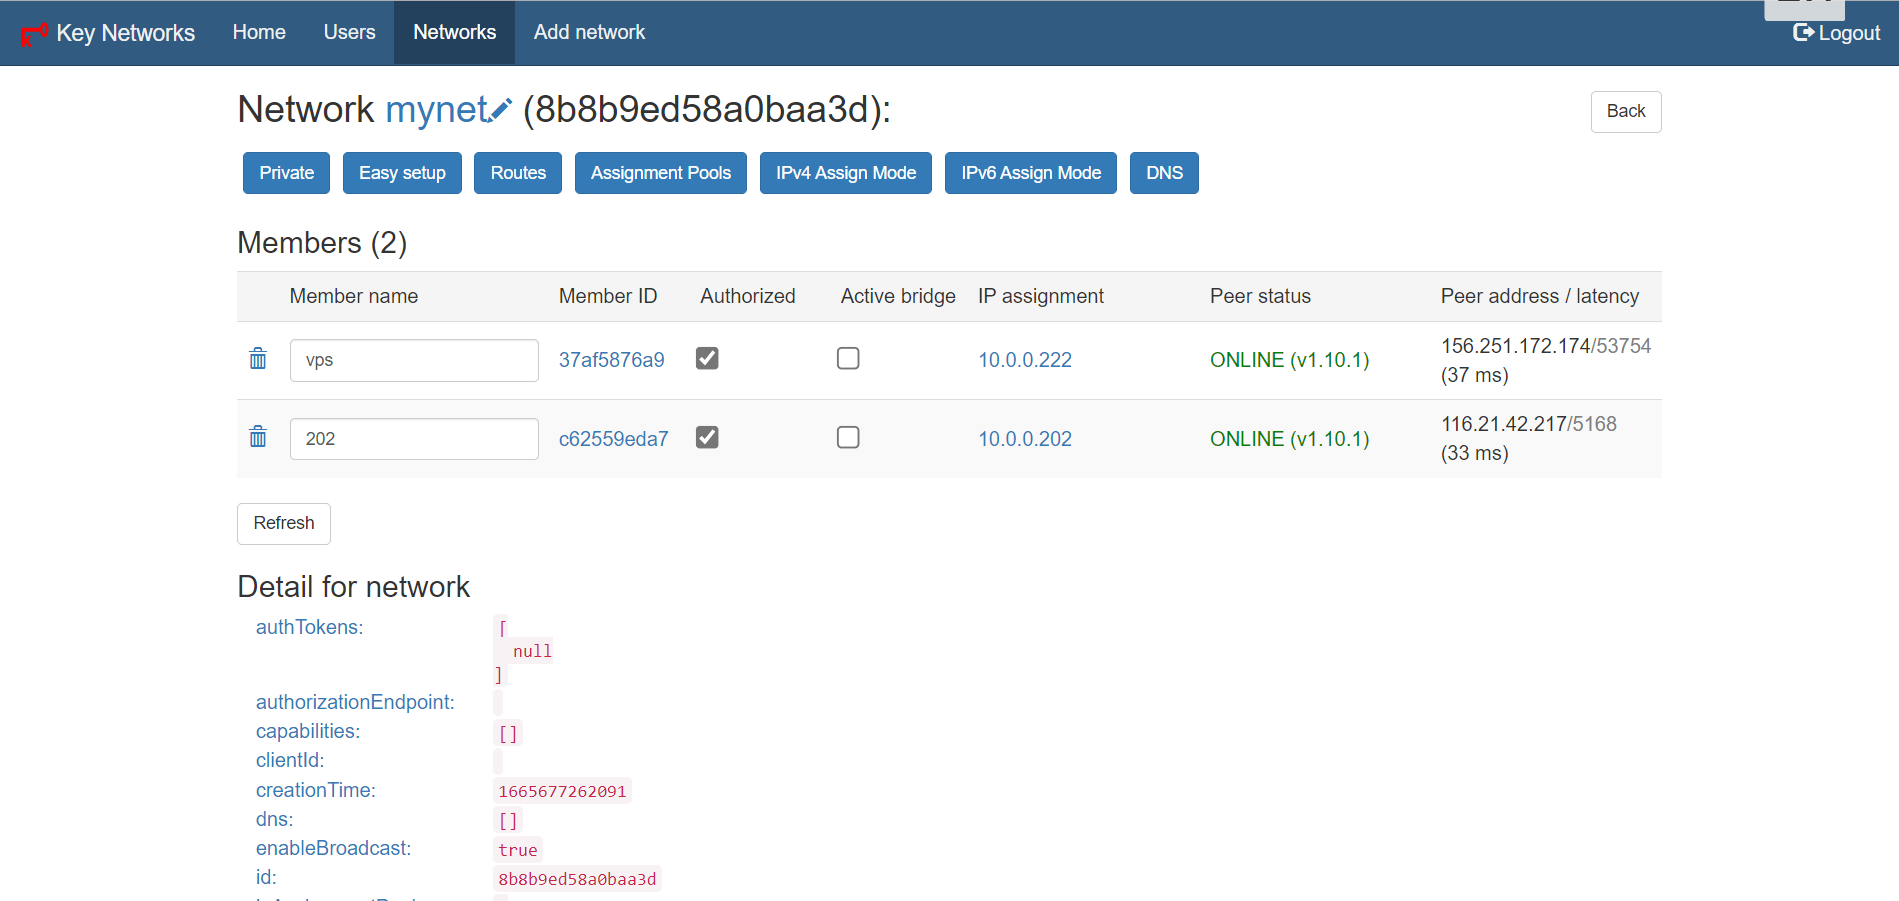 Key Networks Home Users Networks Add network Logout
Network mynet (8b8b9ed58a0baa3d):
Back
Private Easy setup Routes Assignment Pools IPv4 Assign Mode IPv6 Assign Mode DNS
Members (2)
Member name Member ID Authorized Active bridge IP assignment Peer status Peer address / latency
vps 37af5876a9 10.0.0.222 ONLINE (v1.10.1) 156.251.172.174/53754
(37 ms)
202 c62559eda7 10.0.0.202 ONLINE (v1.10.1) 116.21.42.217/5168
(33 ms)
Refresh
Detail for network
authTokens: [
null
]
authorizationEndpoint:
capabilities: []
clientId:
creationTime: 1665677262091
dns: []
enableBroadcast: true
id: 8b8b9ed58a0baa3d